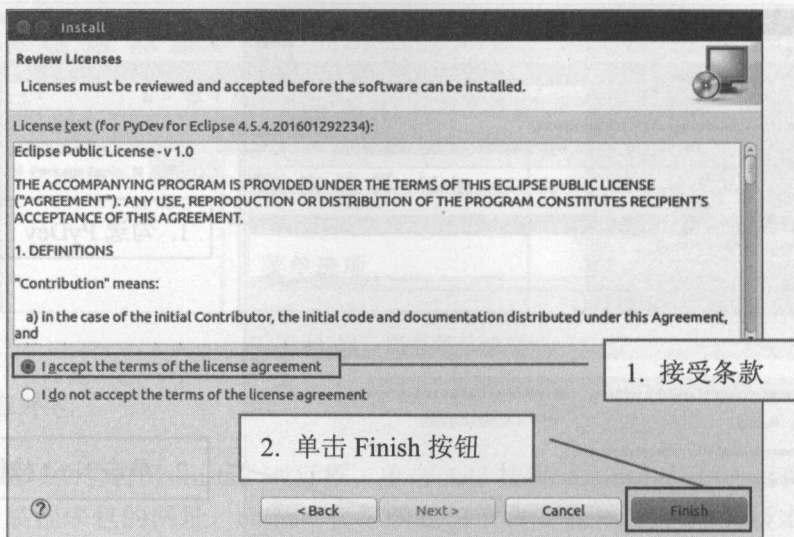 Install
Review Licenses
Licenses must be reviewed and accepted before the software can be installed.
License text (for PyDev for Eclipse 4.5.4.201601292234):
Eclipse Public License - v 1.0
THE ACCOMPANYING PROGRAM IS PROVIDED UNDER THE TERMS OF THIS ECLIPSE PUBLIC LICENSE
("AGREEMENT"). ANY USE, REPRODUCTION OR DISTRIBUTION OF THE PROGRAM CONSTITUTES RECIPIENT'S
ACCEPTANCE OF THIS AGREEMENT.
1. DEFINITIONS
"Contribution" means:
a) in the case of the initial Contributor, the initial code and documentation distributed under this Agreement,
and
I accept the terms of the license agreement
1. 接受条款
I do not accept the terms of the license agreement
2. 单击 Finish 按钮
< Back
Next >
Cancel
Finish